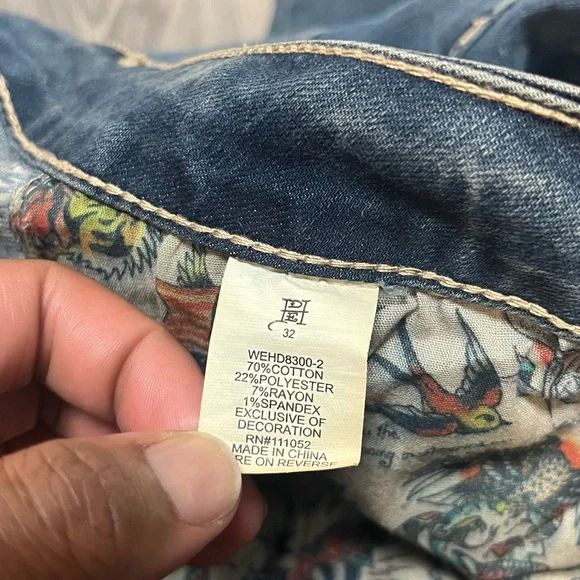 32
WEHD8300-2
70%COTTON
22%POLYESTER
7%RAYON
1%SPANDEX
EXCLUSIVE OF
DECORATION
RN#111052
MADE IN CHINA
RE ON REVERSE
the